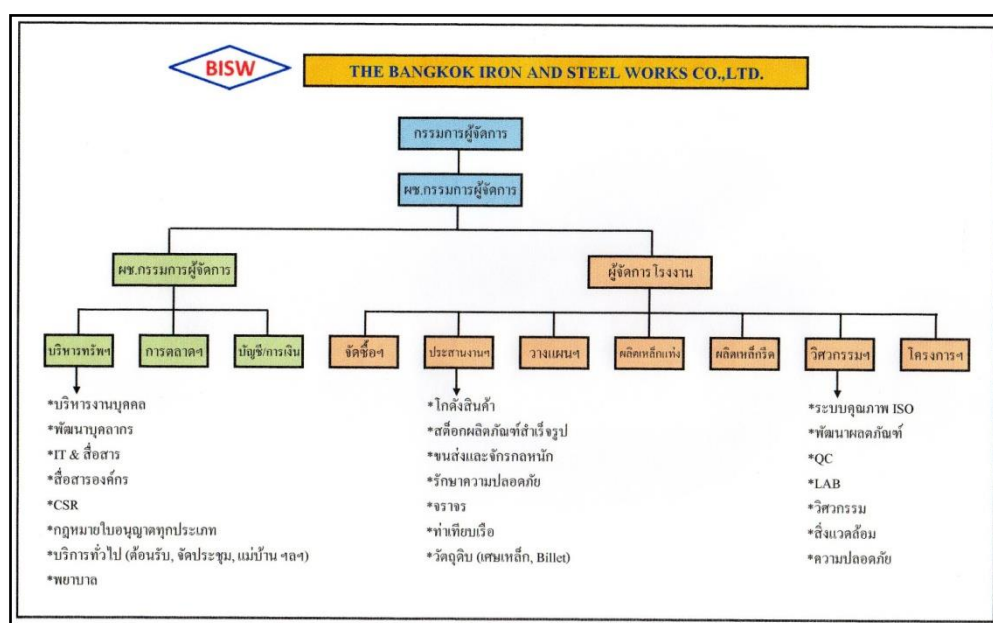 BISW
THE BANGKOK IRON AND STEEL WORKS CO.,LTD.
กรรมการผู้จัดการ
ผช.กรรมการผู้จัดการ
ผช.กรรมการผู้จัดการ
ผู้จัดการโรงงาน
บริหารทรัพฯ
การตลาดฯ
บัญชี/การเงิน
จัดซื้อฯ
ประสานงานฯ
วางแผนฯ
ผลิตเหล็กแท่ง
ผลิตเหล็กรีด
วิศวกรรมฯ
โครงการฯ
*บริหารงานบุคคล
*พัฒนาบุคลากร
*IT & สื่อสาร
*สื่อสารองค์กร
*CSR
*กฎหมายใบอนุญาตทุกประเภท
*บริการทั่วไป (ต้อนรับ, จัดประชุม, แม่บ้าน ฯลฯ)
*พยาบาล
*โกดังสินค้า
*สต็อกผลิตภัณฑ์สำเร็จรูป
*ขนส่งและจักรกลหนัก
*รักษาความปลอดภัย
*จราจร
*ท่าเทียบเรือ
*วัตถุดิบ (เศษเหล็ก, Billet)
*ระบบคุณภาพ ISO
*พัฒนาผลตภัณฑ์
*QC
*LAB
*วิศวกรรม
*สิ่งแวดล้อม
*ความปลอดภัย